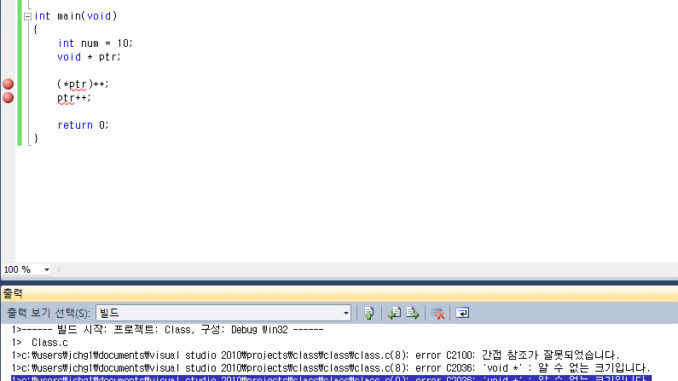 int main(void)
{
int num = 10;
void * ptr;
(*ptr)++;
ptr++;
return 0;
}
100 %
출력
출력 보기 선택(S): 빌드
1>------ 빌드 시작: 프로젝트: Class, 구성: Debug Win32 ------
1>  Class.c
1>c:₩users₩jchg1₩documents₩visual studio 2010₩projects₩class₩class₩class.c(8): error C2100: 간접 참조가 잘못되었습니다.
1>c:₩users₩jchg1₩documents₩visual studio 2010₩projects₩class₩class₩class.c(8): error C2036: 'void *' : 알 수 없는 크기입니다.
1>c:₩users₩jchg1₩documents₩visual studio 2010₩projects₩class₩class₩class.c(9): error C2036: 'void *' : 알 수 없는 크기입니다.